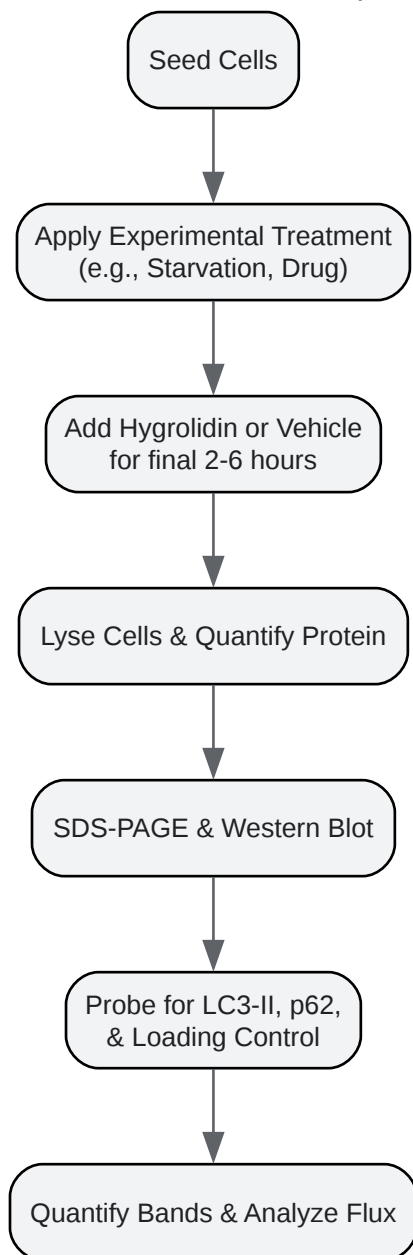 Seed Cells
Apply Experimental Treatment
(e.g., Starvation, Drug)
Add Hygrolidin or Vehicle
for final 2-6 hours
Lyse Cells & Quantify Protein
SDS-PAGE & Western Blot
Probe for LC3-II, p62,
& Loading Control
Quantify Bands & Analyze Flux